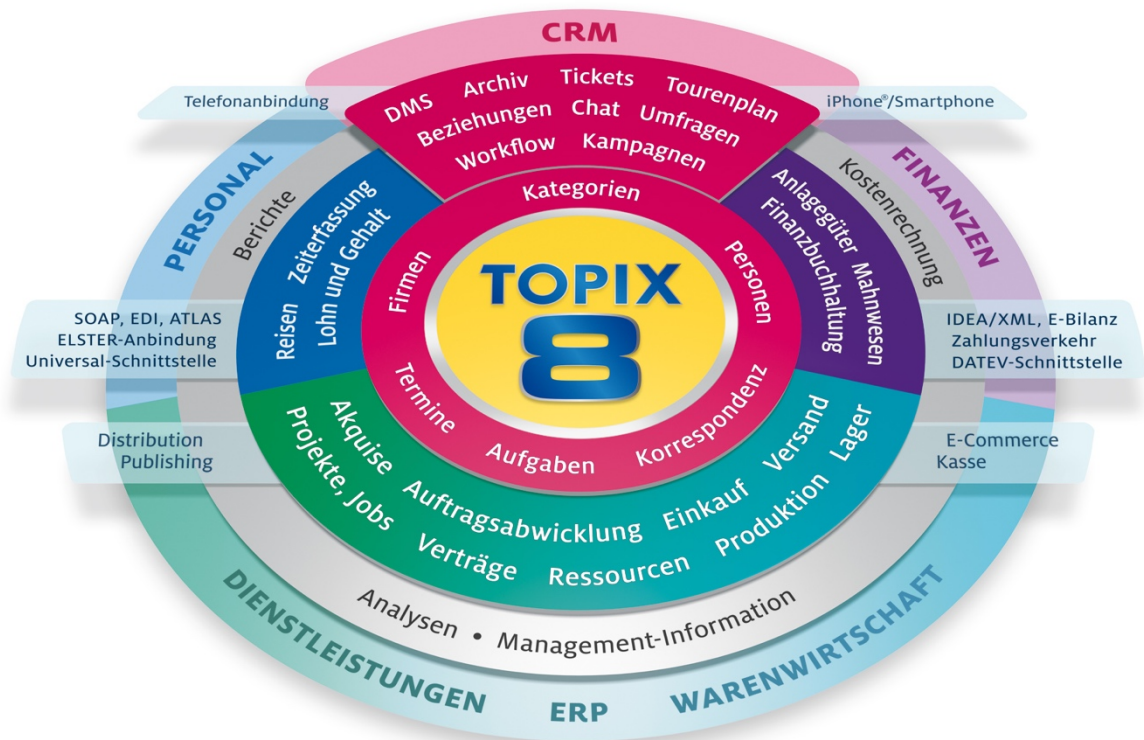 CRM
DMS Archiv Tickets Tourenplan
Beziehungen Chat Umfragen
Workflow Kampagnen
Telefonanbindung
iPhone®/Smartphone
PERSONAL
Berichte
Reisen Zeiterfassung
Lohn und Gehalt
FINANZEN
Kostenrechnung
Anlagegüter Mahnwesen
Finanzbuchhaltung
Kategorien
Firmen
Personen
TOPIX
8
Termine
Aufgaben
Korrespondenz
SOAP, EDI, ATLAS
ELSTER-Anbindung
Universal-Schnittstelle
IDEA/XML, E-Bilanz
Zahlungsverkehr
DATEV-Schnittstelle
Distribution
Publishing
E-Commerce
Kasse
Akquise Auftragsabwicklung Einkauf Versand
Projekte, Jobs Verträge Ressourcen Produktion Lager
Analysen • Management-Information
DIENSTLEISTUNGEN ERP WARENWIRTSCHAFT